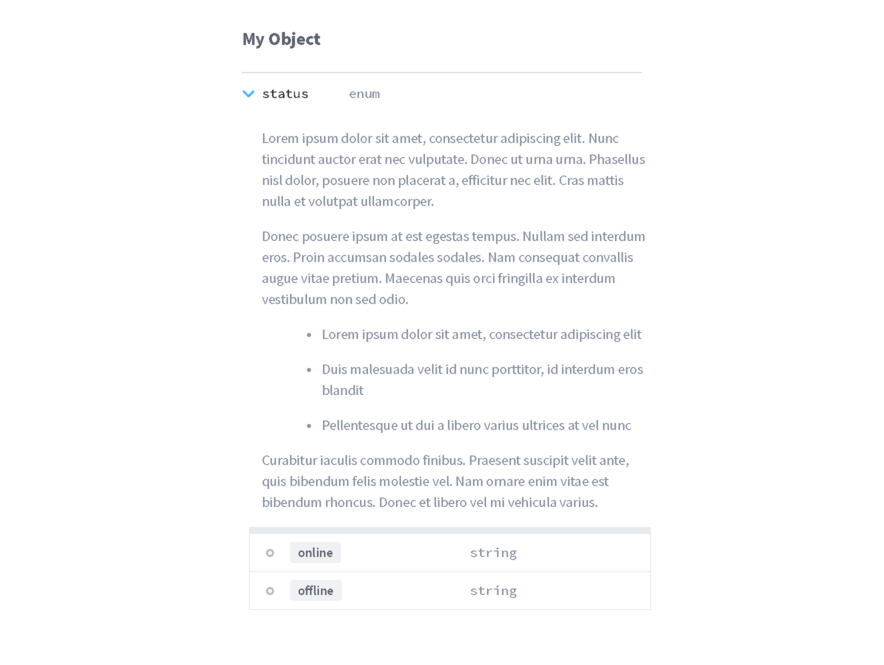 My Object
status enum
Lorem ipsum dolor sit amet, consectetur adipiscing elit. Nunc
tincidunt auctor erat nec vulputate. Donec ut urna urna. Phasellus
nisl dolor, posuere non placerat a, efficitur nec elit. Cras mattis
nulla et volutpat ullamcorper.
Donec posuere ipsum at est egestas tempus. Nullam sed interdum
eros. Proin accumsan sodales sodales. Nam consequat convallis
augue vitae pretium. Maecenas quis orci fringilla ex interdum
vestibulum non sed odio.
• Lorem ipsum dolor sit amet, consectetur adipiscing elit
• Duis malesuada velit id nunc porttitor, id interdum eros
blandit
• Pellentesque ut dui a libero varius ultrices at vel nunc
Curabitur iaculis commodo finibus. Praesent suscipit velit ante,
quis bibendum felis molestie vel. Nam ornare enim vitae est
bibendum rhoncus. Donec et libero vel mi vehicula varius.
online string
offline string